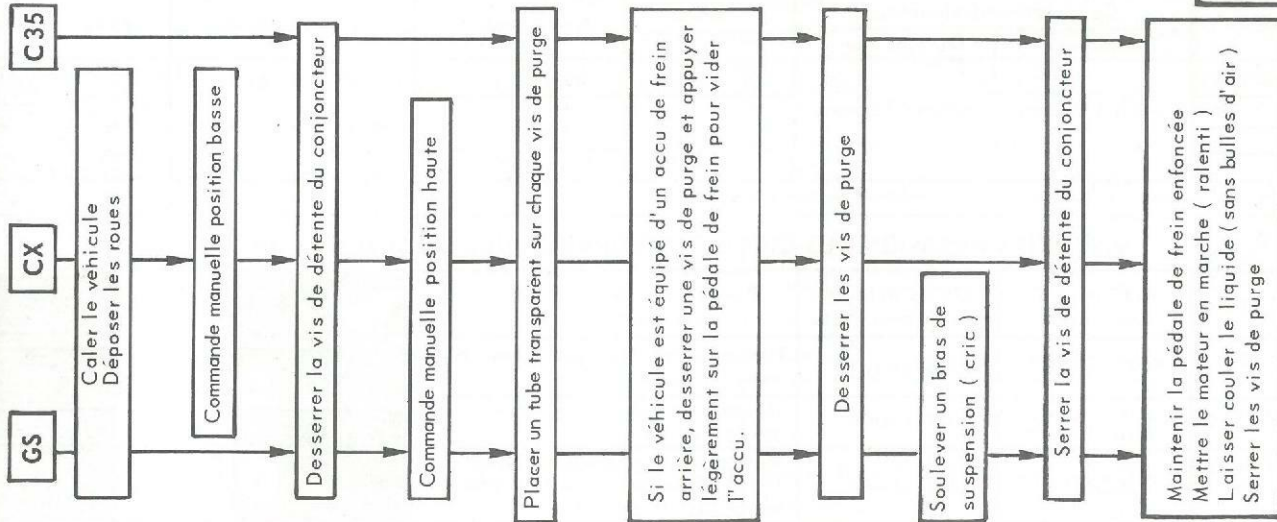 GS
CX
C35
Caler le vehicule
Déposer les roues
Commande manuelle position basse
Desserrer la vis de détente du conjoncteur
Commande manuelle position haute
Placer un tube transparent sur chaque vis de purge
Si le véhicule est équipé d'un accu de frein
arrière, desserrer une vis de purge et appuyer
légèrement sur la pédale de frein pour vider
l'accu.
Desserrer les vis de purge
Soulever un bras de
suspension ( cric )
Serrer la vis de détente du conjoncteur
Maintenir la pédale de frein enfoncée
Mettre le moteur en marche ( ralenti )
Laisser couler le liquide ( sans bulles d'air )
Serrer les vis de purge